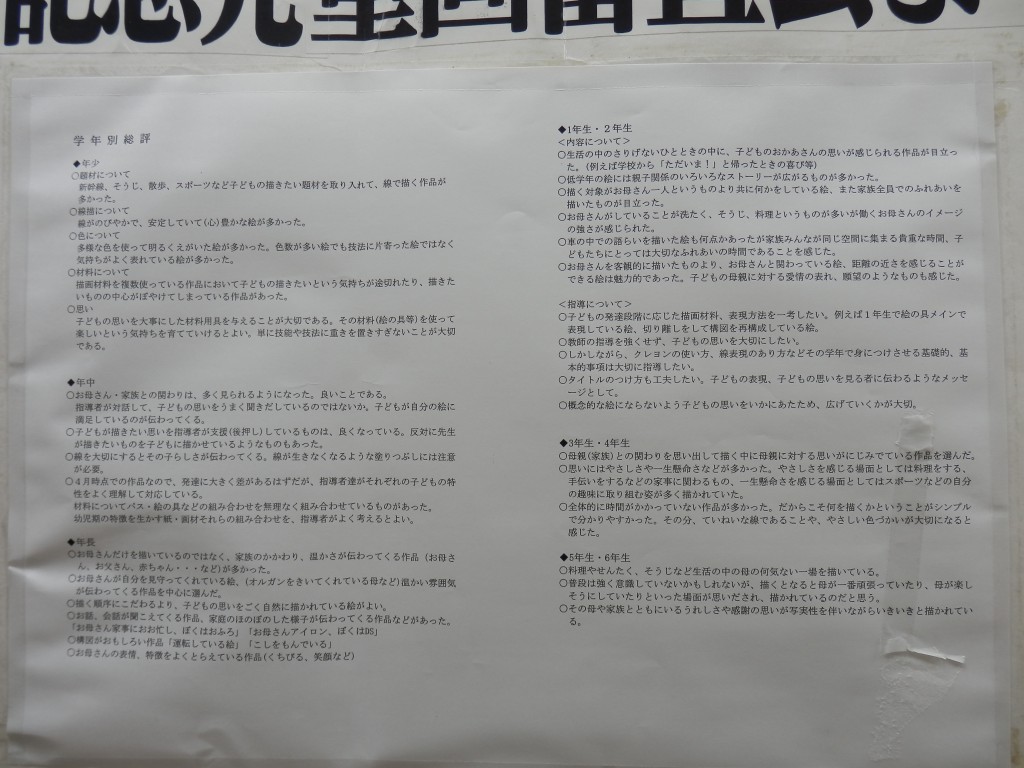 学年別総評
◆年少
○題材について
新幹線、そうじ、散歩、スポーツなど子どもの描きたい題材を取り入れて、線で描く作品が
多かった。
○線描について
線がのびやかで、安定していて(心)豊かな絵が多かった。
○色について
多様な色を使って明るくえがいた絵が多かった。色数が多い絵でも技法に片寄った絵ではなく
気持ちがよく表れている絵が多かった。
○材料について
描画材料を複数使っている作品において子どもの描きたいという気持ちが途切れたり、描きた
いものの中心がぼやけてしまっている作品があった。
○思い
子どもの思いを大事にした材料用具を与えることが大切である。その材料(絵の具等)を使って
楽しいという気持ちを育てていけるとよい。単に技能や技法に重きを置きすぎないことが大切
である。
◆年中
○お母さん・家族との関わりは、多く見られるようになった。良いことである。
指導者が対話して、子どもの思いをうまく聞きだしているのではないか。子どもが自分の絵に
満足しているのが伝わってくる。
○子どもが描きたい思いを指導者が支援(後押し)しているものは、良くなっている。反対に先生
が描きたいものを子どもに描かせているようなものもあった。
○線を大切にするとその子らしさが伝わってくる。線が生きなくなるような塗りつぶしには注意
が必要。
○4月時点での作品なので、発達に大きく差があるはずだが、指導者達がそれぞれの子どもの特
性をよく理解して対応している。
材料についてパス・絵の具などの組み合わせを無理なく組み合わせているものがあった。
幼児期の特徴を生かす紙・画材それらの組み合わせを、指導者がよく考えるとよい。
◆年長
○お母さんだけを描いているのではなく、家族のかかわり、温かさが伝わってくる作品（お母さ
ん、お父さん、赤ちゃん・・・など)が多かった。
○お母さんが自分を見守ってくれている絵、(オルガンをきいてくれている母など)温かい雰囲気
が伝わってくる作品を中心に選んだ。
○描く順序にこだわるより、子どもの思いをごく自然に描かれている絵がよい。
○お話、会話が聞こえてくる作品、家庭のほのぼのした様子が伝わってくる作品などがあった。
「お母さん家事におお忙し、ぼくはおふろ」「お母さんアイロン、ぼくはDS」
○構図がおもしろい作品「運転している絵」「こしをもんでいる」
○お母さんの表情、特徴をよくとらえている作品(くちびる、笑顔など)
◆1年生・2年生
＜内容について＞
○生活の中のさりげないひとときの中に、子どものおかあさんの思いが感じられる作品が目立っ
た。（例えば学校から「ただいま！」と帰ったときの喜び等)
○低学年の絵には親子関係のいろいろなストーリーが広がるものが多かった。
○描く対象がお母さん一人というものより共に何かをしている絵、また家族全員でのふれあいを
描いたものが目立った。
○お母さんがしていることが洗たく、そうじ、料理というものが多いが働くお母さんのイメージ
の強さが感じられた。
○車の中での語らいを描いた絵も何点かあったが家族みんなが同じ空間に集まる貴重な時間、子
どもたちにとっては大切なふれあいの時間であることを感じた。
○お母さんを客観的に描いたものより、お母さんと関わっている絵、距離の近さを感じることが
できる絵は魅力的であった。子どもの母親に対する愛情の表れ、願望のようなものも感じた。
＜指導について＞
○子どもの発達段階に応じた描画材料、表現方法を一考したい。例えば1年生で絵の具メインで
表現している絵、切り離しをして構図を再構成している絵。
○教師の指導を強くせず、子どもの思いを大切にしたい。
○しかしながら、クレヨンの使い方、線表現のあり方などその学年で身につけさせる基礎的、基
本的事項は大切に指導したい。
○タイトルのつけ方も工夫したい。子どもの表現、子どもの思いを見る者に伝わるようなメッセ
ージとして。
○概念的な絵にならないよう子どもの思いをいかにあたため、広げていくかが大切。
◆3年生・4年生
○母親(家族)との関わりを思い出して描く中に母親に対する思いがにじみでている作品を選んだ。
○思いにはやさしさや一生懸命さなどが多かった。やさしさを感じる場面としては料理をする、
手伝いをするなどの家事に関わるもの、一生懸命さを感じる場面としてはスポーツなどの自分
の趣味に取り組む姿が多く描かれていた。
○全体的に時間がかかっていない作品が多かった。だからこそ何を描くかということがシンプル
で分かりやすかった。その分、ていねいな線であることや、やさしい色づかいが大切になると
感じた。
◆5年生・6年生
○料理やせんたく、そうじなど生活の中の母の何気ない一場を描いている。
○普段は強く意識していないかもしれないが、描くとなると母が一番頑張っていたり、母が楽し
そうにしていたりといった場面が思いだされ、描かれているのだと思う。
○その母や家族とともにいるうれしさや感謝の思いが写実性を伴いながらいきいきと描かれてい
る。